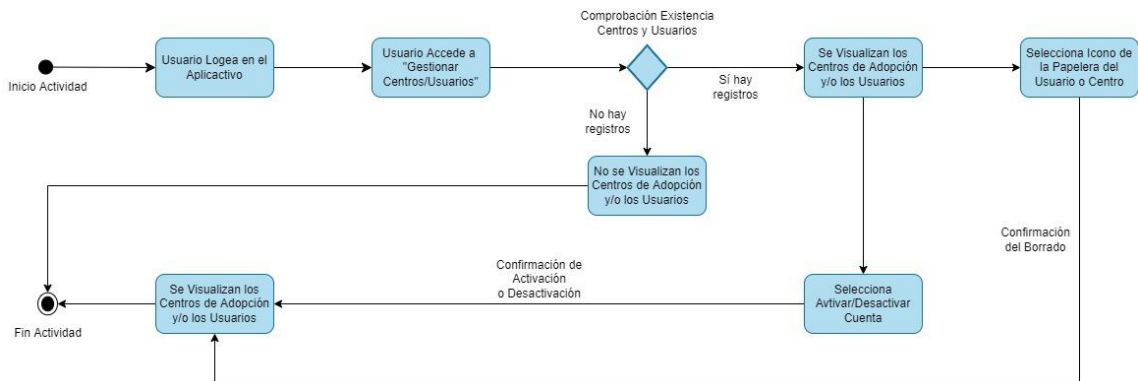 Inicio Actividad
Usuario Logea en el
Aplicactivo
Usuario Accede a
"Gestionar
Centros/Usuarios"
Comprobación Existencia
Centros y Usuarios
Sí hay
registros
Se Visualizan los
Centros de Adopción
y/o los Usuarios
Selecciona Icono de
la Papelera del
Usuario o Centro
No hay
registros
No se Visualizan los
Centros de Adopción
y/o los Usuarios
Confirmación
del Borrado
Confirmación de
Activación
o Desactivación
Selecciona
Avtivar/Desactivar
Cuenta
Se Visualizan los
Centros de Adopción
y/o los Usuarios
Fin Actividad